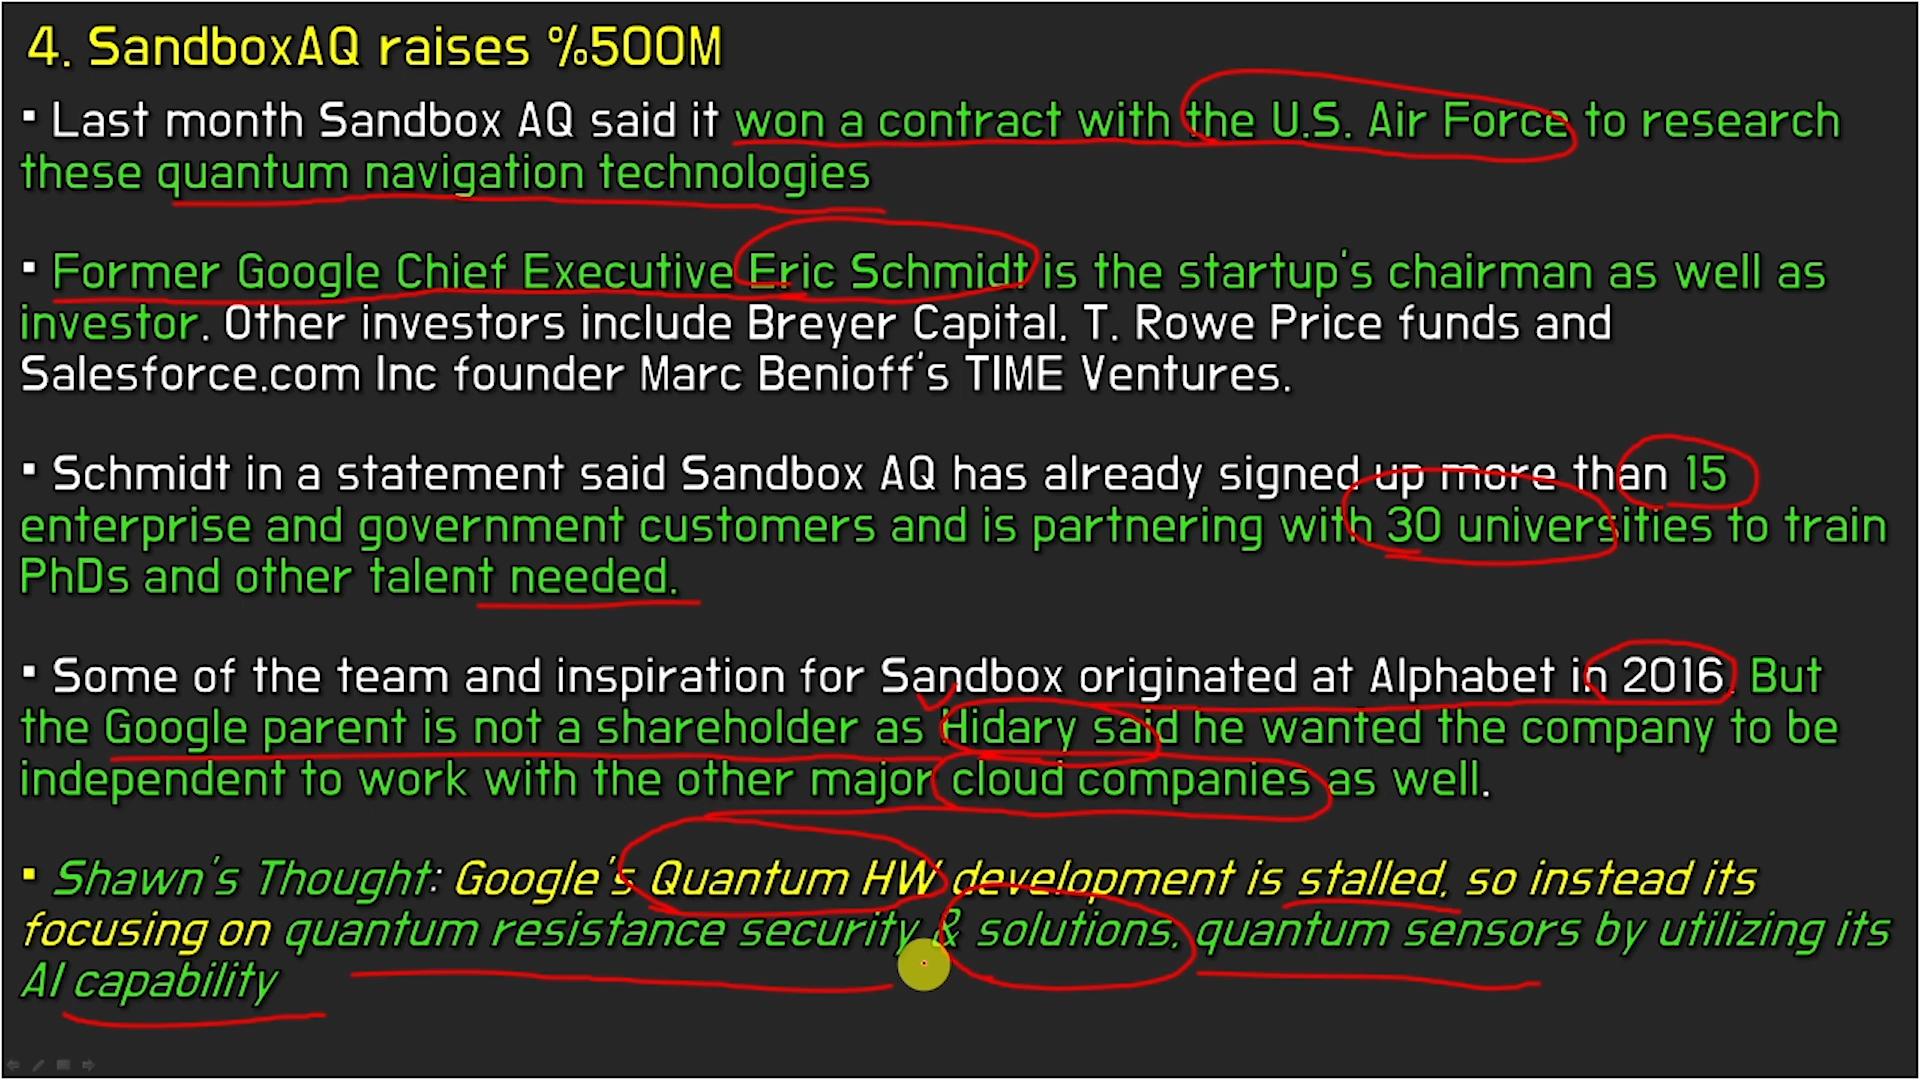 4. SandboxAQ raises %500M
▪ Last month Sandbox AQ said it won a contract with the U.S. Air Force to research
these quantum navigation technologies
▪ Former Google Chief Executive Eric Schmidt is the startup's chairman as well as
investor. Other investors include Breyer Capital, T. Rowe Price funds and
Salesforce.com Inc founder Marc Benioff's TIME Ventures.
▪ Schmidt in a statement said Sandbox AQ has already signed up more than 15
enterprise and government customers and is partnering with 30 universities to train
PhDs and other talent needed.
▪ Some of the team and inspiration for Sandbox originated at Alphabet in 2016. But
the Google parent is not a shareholder as Hidary said he wanted the company to be
independent to work with the other major cloud companies as well.
▪ Shawn's Thought: Google's Quantum HW development is stalled, so instead its
focusing on quantum resistance security & solutions, quantum sensors by utilizing its
AI capability